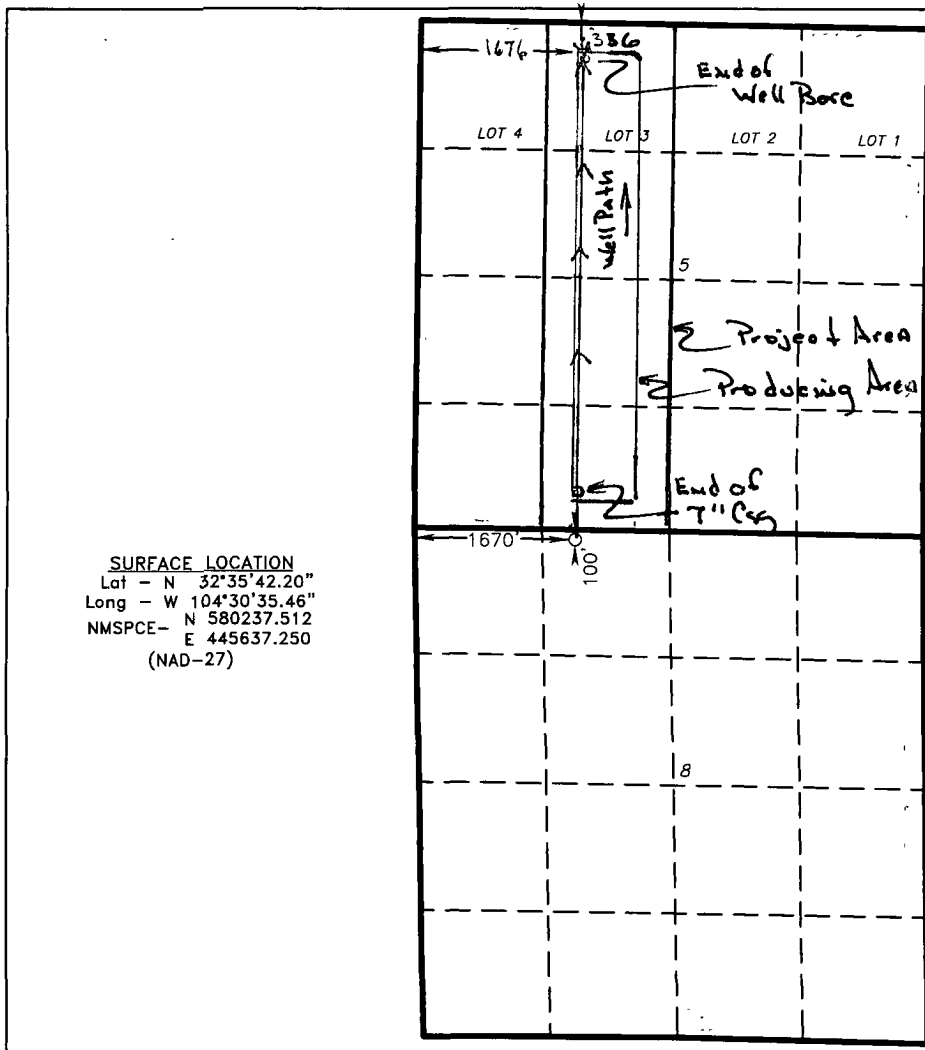 1676
336
End of
Well Bore
LOT 4
LOT 3
LOT 2
LOT 1
Well Path
5
Project Area
Producing Area
End of
7" Csg
1670'
100'
SURFACE LOCATION
Lat - N 32°35'42.20"
Long - W 104°30'35.46"
NMSPCE- N 580237.512
E 445637.250
(NAD-27)
8